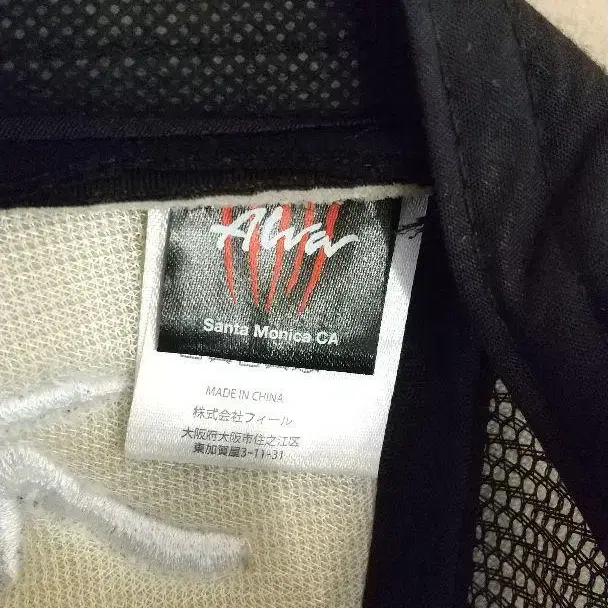 Alva
Santa Monica CA
MADE IN CHINA
株式会社フィール
大阪府大阪市住之江区
東加賀屋3-11-31